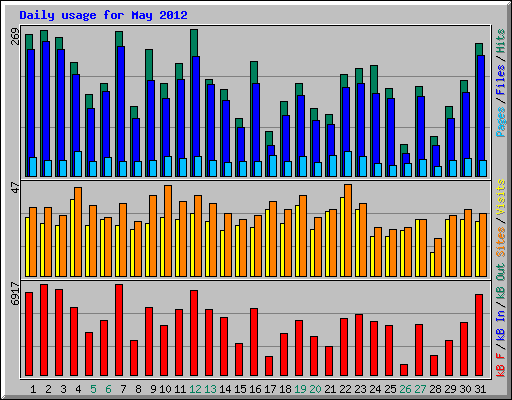 Daily usage for May 2012
269
Pages / Files / Hits
47
Sites / Visits
6917
kB F / kB In / kB Out
1 2 3 4 5 6 7 8 9 10 11 12 13 14 15 16 17 18 19 20 21 22 23 24 25 26 27 28 29 30 31